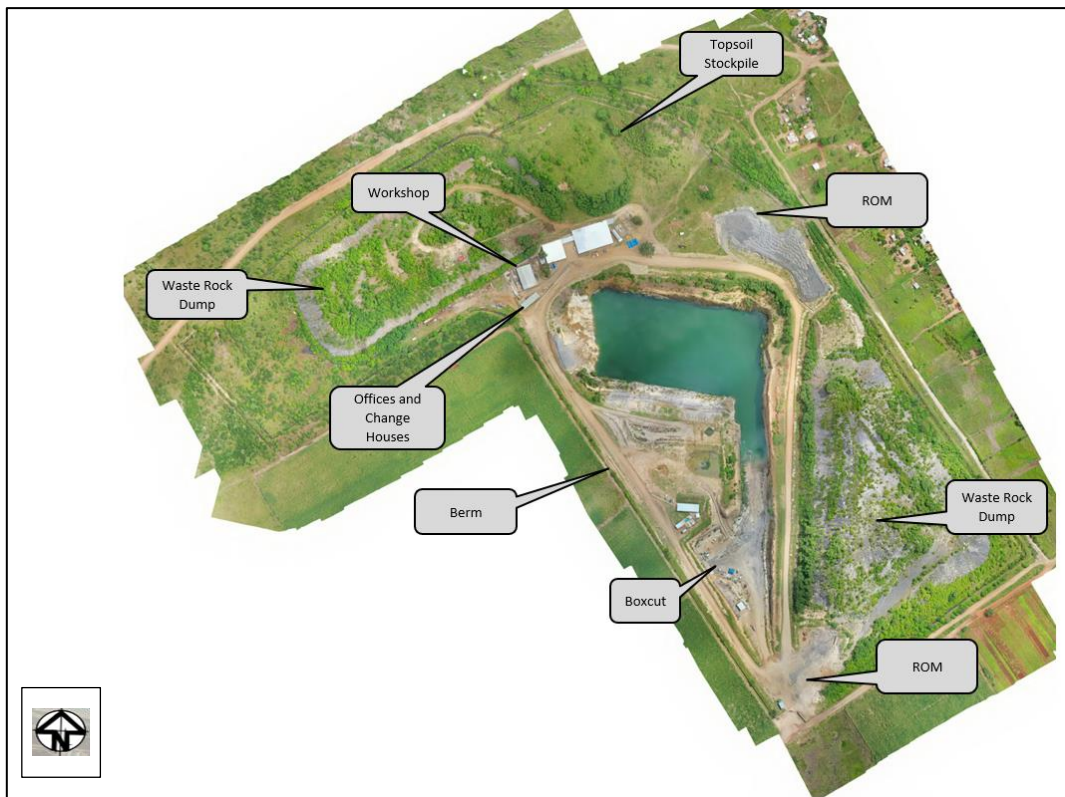 Topsoil
Stockpile
Workshop
ROM
Waste Rock
Dump
Offices and
Change
Houses
Berm
Waste Rock
Dump
Boxcut
ROM
N